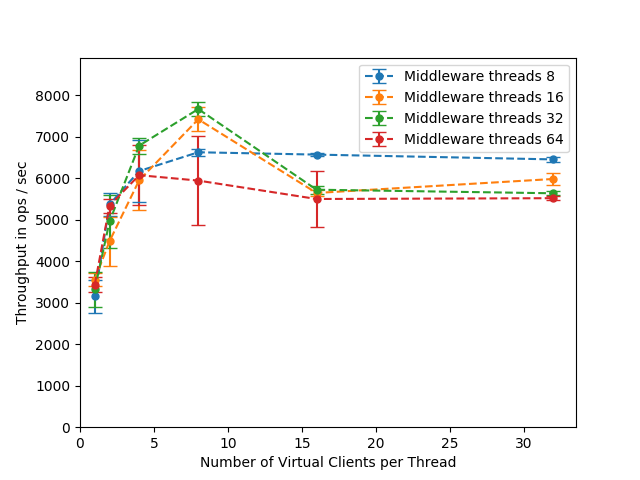 Middleware threads 8
Middleware threads 16
Middleware threads 32
Middleware threads 64
8000
7000
6000
5000
4000
3000
2000
1000
0
Throughput in ops / sec
0 5 10 15 20 25 30
Number of Virtual Clients per Thread